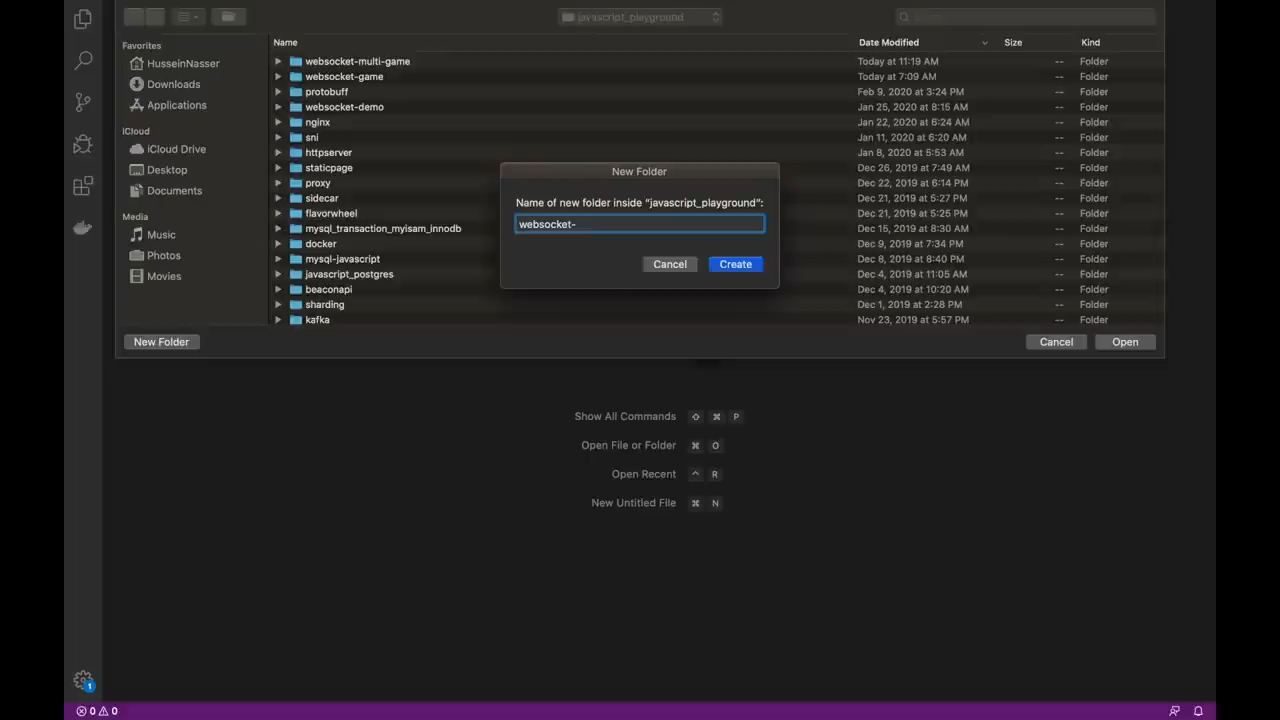 javascript_playground
Search
Favorites
Name Date Modified Size Kind
HusseinNasser
Downloads
Applications
iCloud
iCloud Drive
Desktop
Documents
Media
Music
Photos
Movies
websocket-multi-game Today at 11:19 AM -- Folder
websocket-game Today at 7:09 AM -- Folder
protobuff Feb 9, 2020 at 3:24 PM -- Folder
websocket-demo Jan 25, 2020 at 8:15 AM -- Folder
nginx Jan 22, 2020 at 6:24 AM -- Folder
sni Jan 11, 2020 at 6:20 AM -- Folder
httpserver Jan 8, 2020 at 5:53 AM -- Folder
staticpage Dec 26, 2019 at 7:49 AM -- Folder
proxy Dec 22, 2019 at 6:14 PM -- Folder
sidecar Dec 21, 2019 at 5:27 PM -- Folder
flavorwheel Dec 21, 2019 at 5:25 PM -- Folder
mysql_transaction_myisam_innodb Dec 15, 2019 at 8:30 AM -- Folder
docker Dec 9, 2019 at 7:34 PM -- Folder
mysql-javascript Dec 8, 2019 at 8:40 PM -- Folder
javascript_postgres Dec 4, 2019 at 11:05 AM -- Folder
beaconapi Dec 4, 2019 at 10:20 AM -- Folder
sharding Dec 1, 2019 at 2:28 PM -- Folder
kafka Nov 23, 2019 at 5:57 PM -- Folder
New Folder
Name of new folder inside “javascript_playground”:
websocket-
Cancel Create
New Folder Cancel Open
Show All Commands ⇧ ⌘ P
Open File or Folder ⌘ O
Open Recent ^ R
New Untitled File ⌘ N
1
0 0